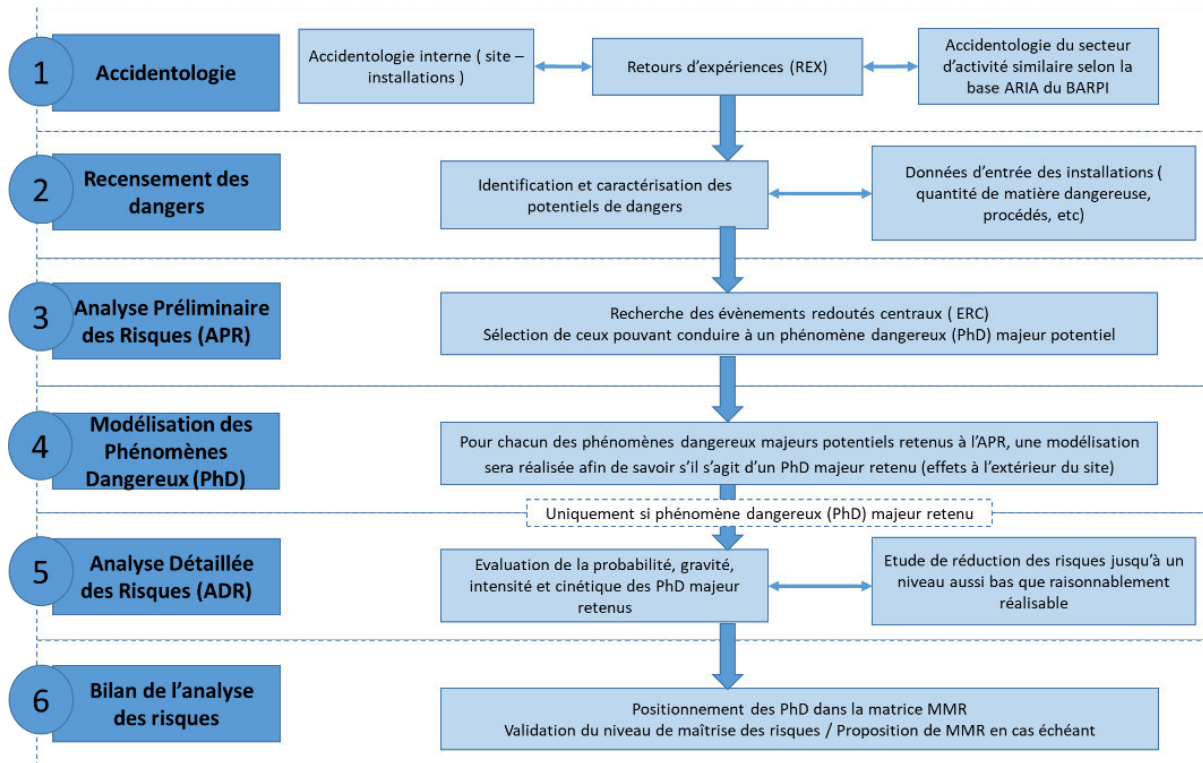 1
Accidentologie
Accidentologie interne ( site –
installations )
Retours d'expériences (REX)
Accidentologie du secteur
d'activité similaire selon la
base ARIA du BARPI
2
Recensement des
dangers
Identification et caractérisation des
potentiels de dangers
Données d'entrée des installations (
quantité de matière dangereuse,
procédés, etc)
3
Analyse Préliminaire
des Risques (APR)
Recherche des évènements redoutés centraux ( ERC)
Sélection de ceux pouvant conduire à un phénomène dangereux (PhD) majeur potentiel
4
Modélisation des
Phénomènes
Dangereux (PhD)
Pour chacun des phénomènes dangereux majeurs potentiels retenus à l'APR, une modélisation
sera réalisée afin de savoir s'il s'agit d'un PhD majeur retenu (effets à l'extérieur du site)
Uniquement si phénomène dangereux (PhD) majeur retenu
5
Analyse Détaillée
des Risques (ADR)
Evaluation de la probabilité, gravité,
intensité et cinétique des PhD majeur
retenus
Etude de réduction des risques jusqu'à un
niveau aussi bas que raisonnablement
réalisable
6
Bilan de l'analyse
des risques
Positionnement des PhD dans la matrice MMR
Validation du niveau de maîtrise des risques / Proposition de MMR en cas échéant